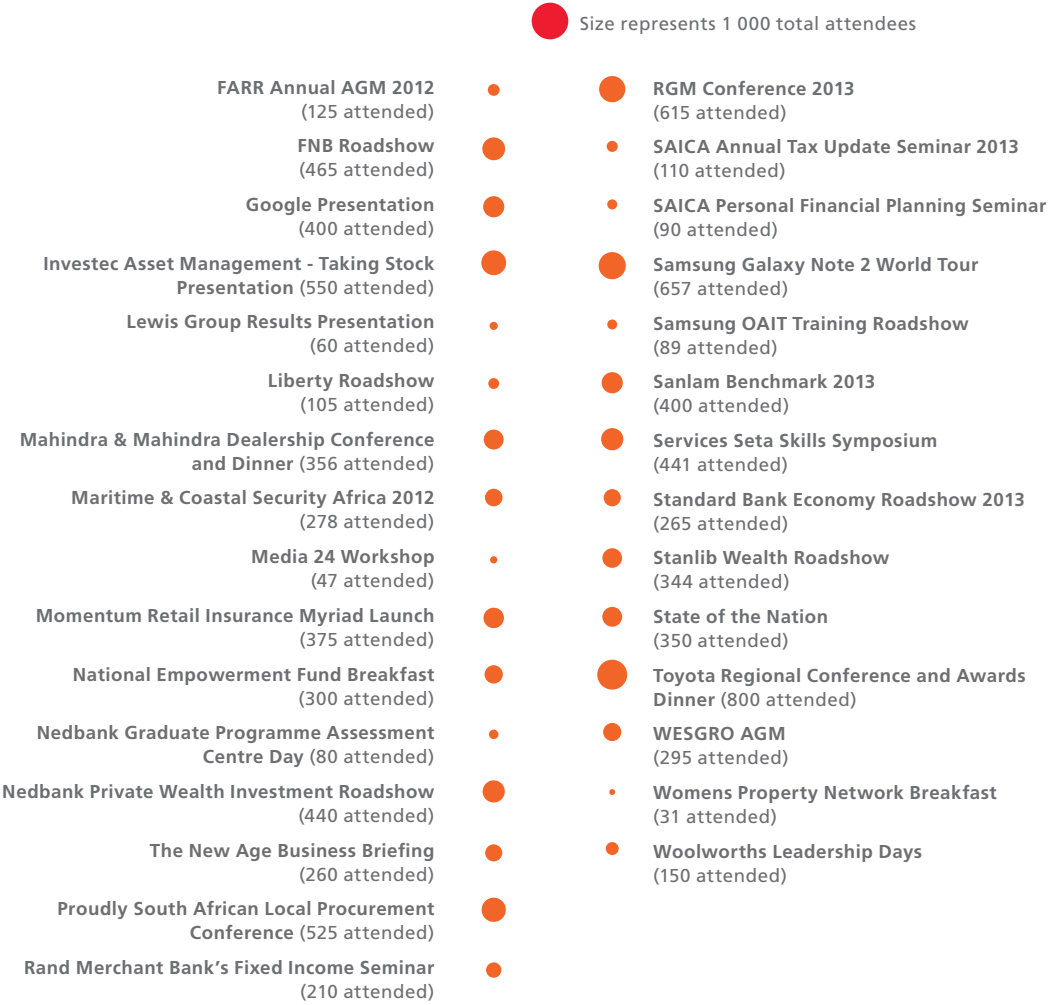 Size represents 1 000 total attendees
FARR Annual AGM 2012
(125 attended)
FNB Roadshow
(465 attended)
Google Presentation
(400 attended)
Investec Asset Management - Taking Stock
Presentation (550 attended)
Lewis Group Results Presentation
(60 attended)
Liberty Roadshow
(105 attended)
Mahindra & Mahindra Dealership Conference
and Dinner (356 attended)
Maritime & Coastal Security Africa 2012
(278 attended)
Media 24 Workshop
(47 attended)
Momentum Retail Insurance Myriad Launch
(375 attended)
National Empowerment Fund Breakfast
(300 attended)
Nedbank Graduate Programme Assessment
Centre Day (80 attended)
Nedbank Private Wealth Investment Roadshow
(440 attended)
The New Age Business Briefing
(260 attended)
Proudly South African Local Procurement
Conference (525 attended)
Rand Merchant Bank's Fixed Income Seminar
(210 attended)
RGM Conference 2013
(615 attended)
SAICA Annual Tax Update Seminar 2013
(110 attended)
SAICA Personal Financial Planning Seminar
(90 attended)
Samsung Galaxy Note 2 World Tour
(657 attended)
Samsung OAIT Training Roadshow
(89 attended)
Sanlam Benchmark 2013
(400 attended)
Services Seta Skills Symposium
(441 attended)
Standard Bank Economy Roadshow 2013
(265 attended)
Stanlib Wealth Roadshow
(344 attended)
State of the Nation
(350 attended)
Toyota Regional Conference and Awards
Dinner (800 attended)
WESGRO AGM
(295 attended)
Womens Property Network Breakfast
(31 attended)
Woolworths Leadership Days
(150 attended)